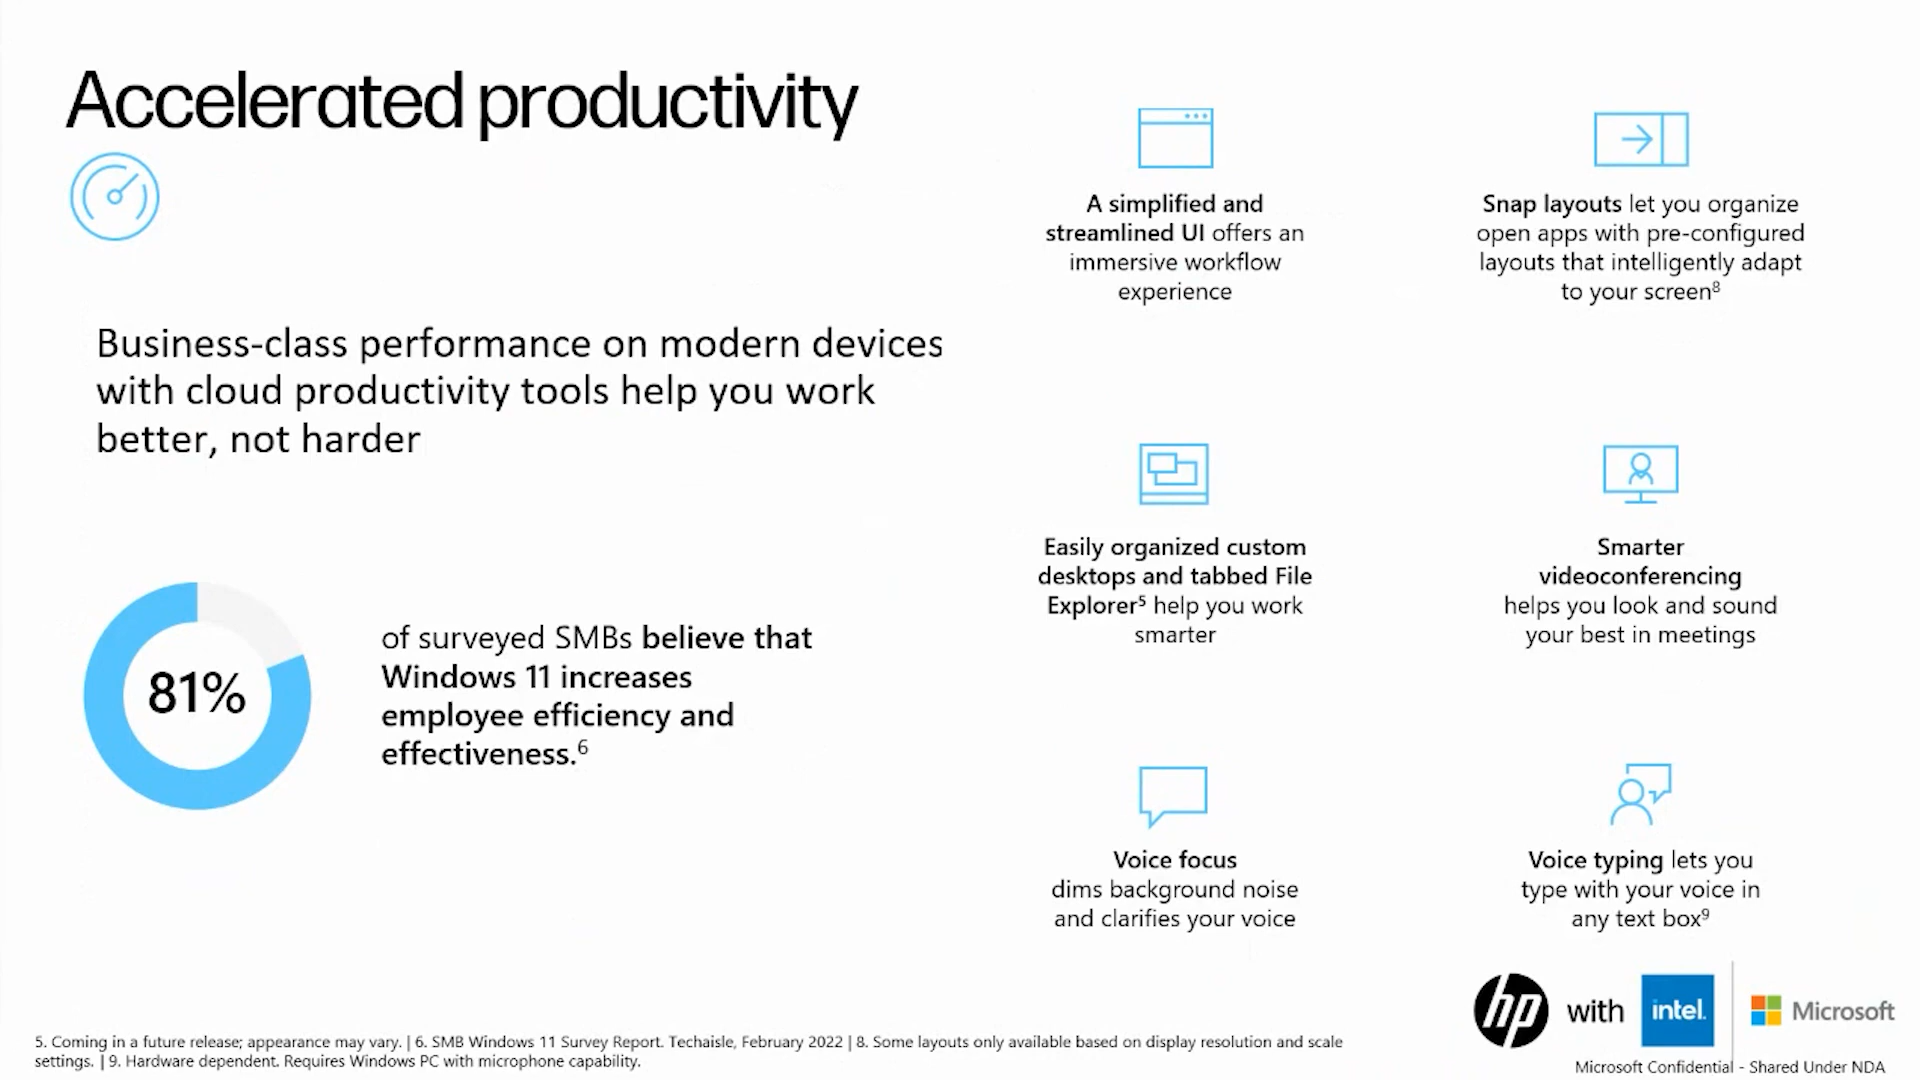 Accelerated productivity
Business-class performance on modern devices
with cloud productivity tools help you work
better, not harder
81%
of surveyed SMBs believe that
Windows 11 increases
employee efficiency and
effectiveness.6
A simplified and
streamlined UI offers an
immersive workflow
experience
Snap layouts let you organize
open apps with pre-configured
layouts that intelligently adapt
to your screen8
Easily organized custom
desktops and tabbed File
Explorer5 help you work
smarter
Smarter
videoconferencing
helps you look and sound
your best in meetings
Voice focus
dims background noise
and clarifies your voice
Voice typing lets you
type with your voice in
any text box9
hp with intel. Microsoft
5. Coming in a future release; appearance may vary. | 6. SMB Windows 11 Survey Report. Techaisle, February 2022 | 8. Some layouts only available based on display resolution and scale
settings. | 9. Hardware dependent. Requires Windows PC with microphone capability.
Microsoft Confidential - Shared Under NDA